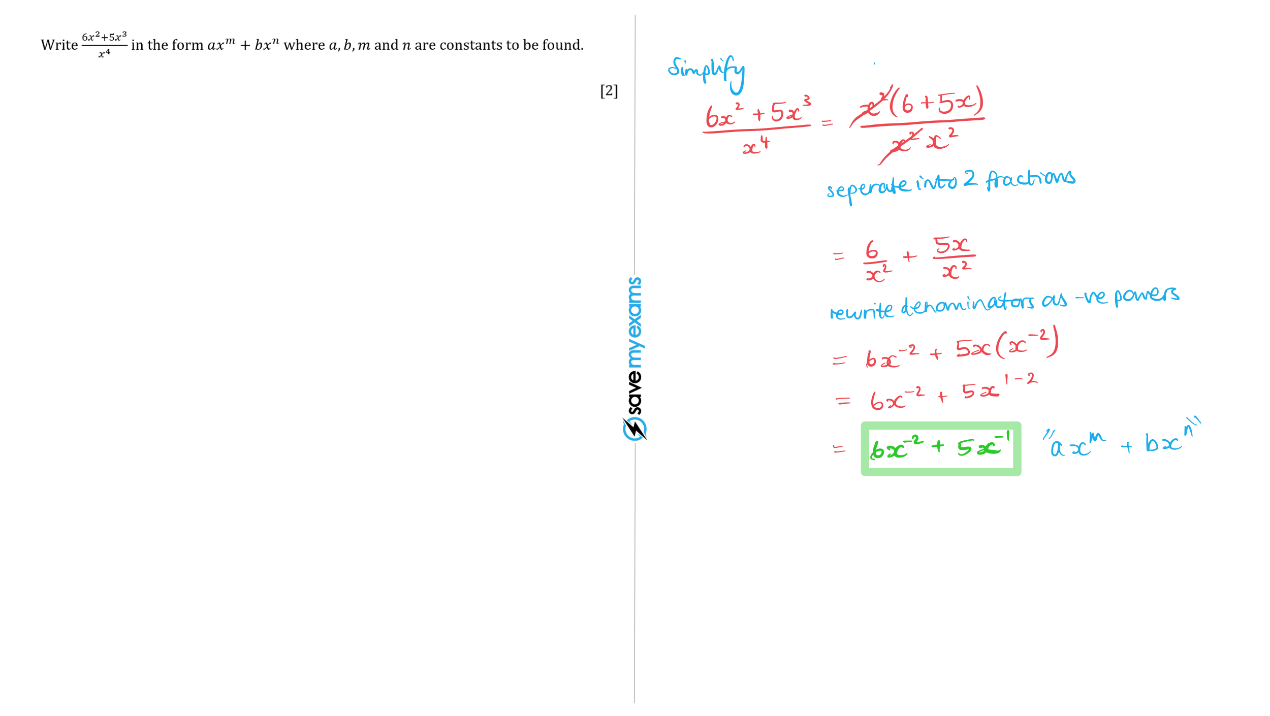 Write (6x²+5x³)/x⁴ in the form axᵐ + bxⁿ where a, b, m and n are constants to be found.
[2]
save my exams
Simplify
(6x² + 5x³)/x⁴ = x²(6 + 5x)/(x² x²)
seperate into 2 fractions
= 6/x² + 5x/x²
rewrite denominators as -ve powers
= 6x⁻² + 5x(x⁻²)
= 6x⁻² + 5x¹⁻²
= 6x⁻² + 5x⁻¹ "axᵐ + bxⁿ"